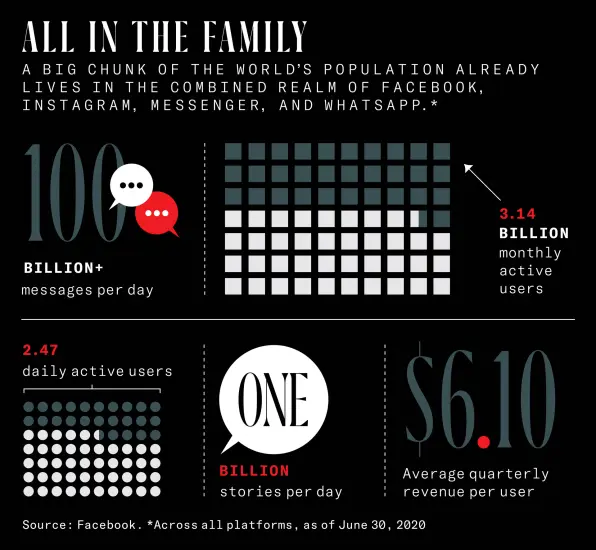 ALL IN THE FAMILY
A BIG CHUNK OF THE WORLD'S POPULATION ALREADY
LIVES IN THE COMBINED REALM OF FACEBOOK,
INSTAGRAM, MESSENGER, AND WHATSAPP.*
100
BILLION+
messages per day
3.14
BILLION
monthly
active
users
2.47
daily active users
ONE
BILLION
stories per day
$6.10
Average quarterly
revenue per user
Source: Facebook. *Across all platforms, as of June 30, 2020